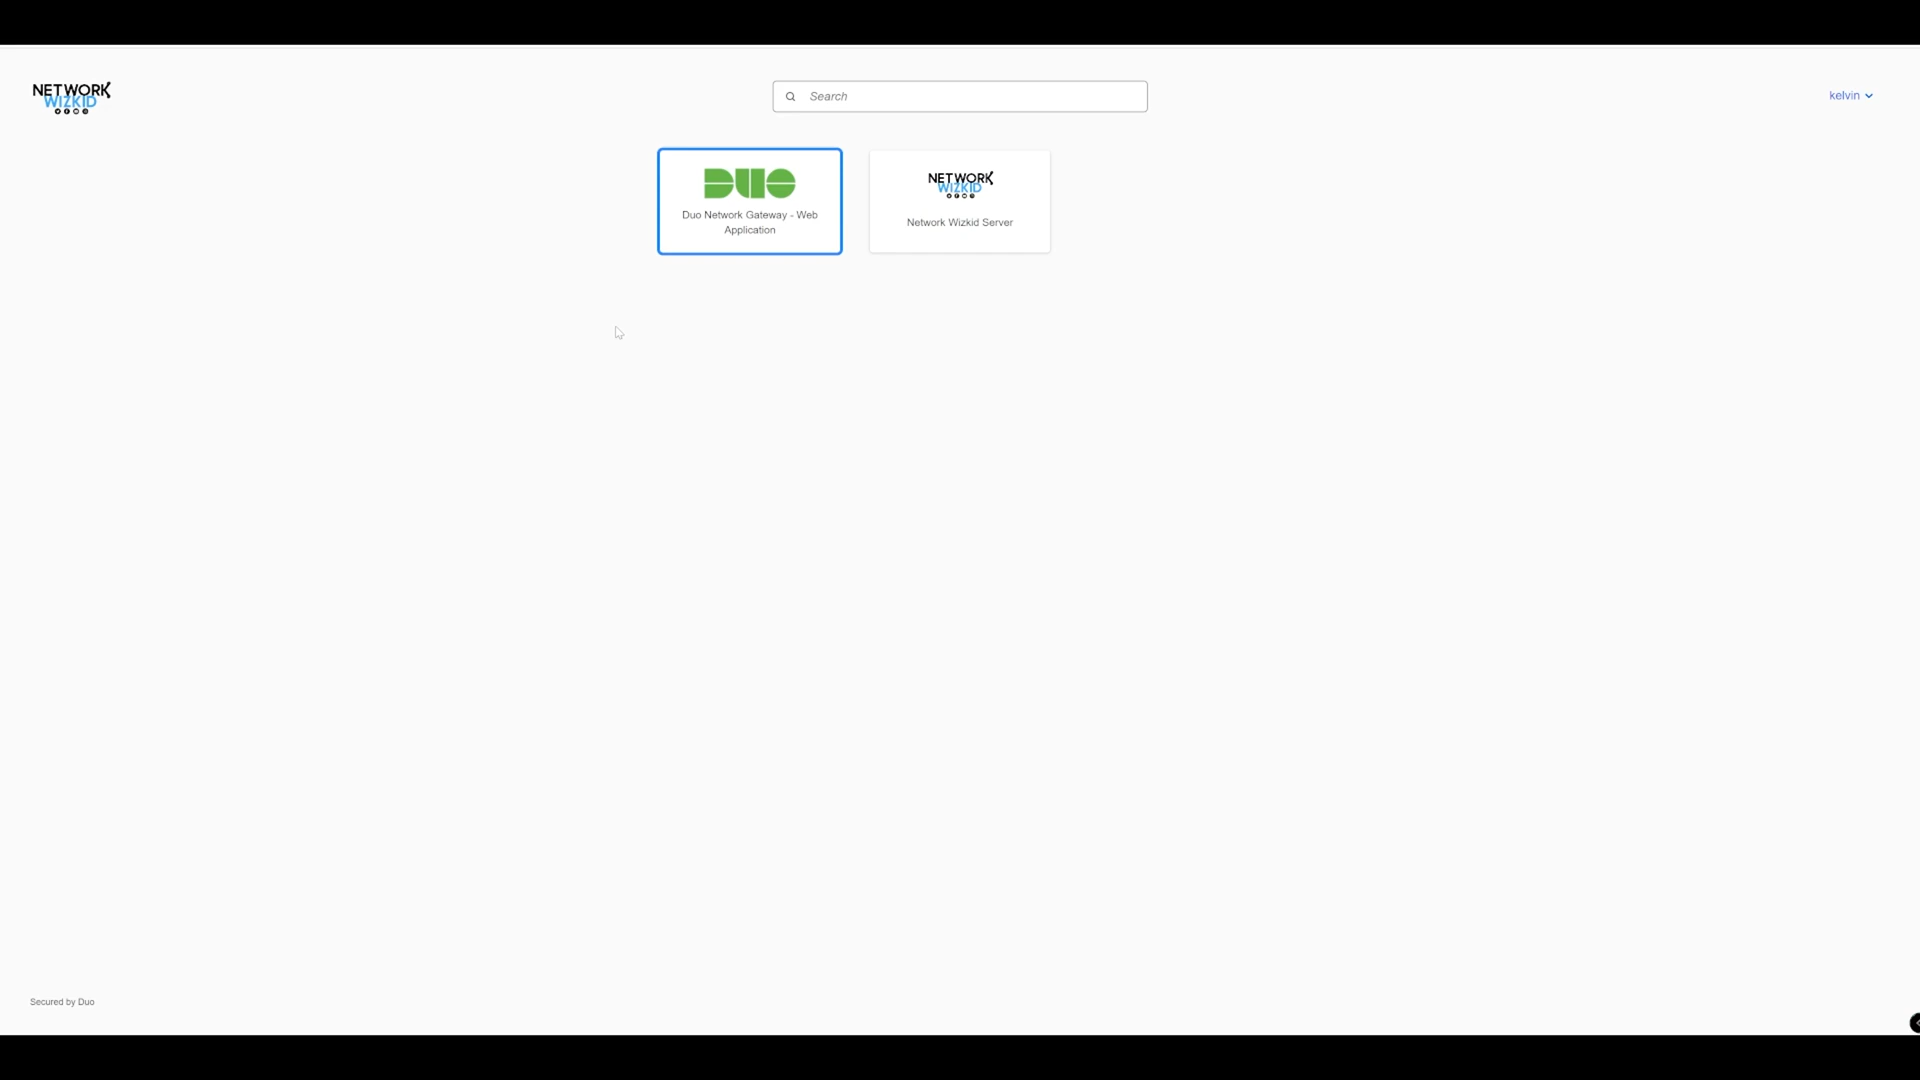 NETWORK
WIZKID
Search
kelvin
DUO
Duo Network Gateway - Web
Application
NETWORK
WIZKID
Network Wizkid Server
Secured by Duo